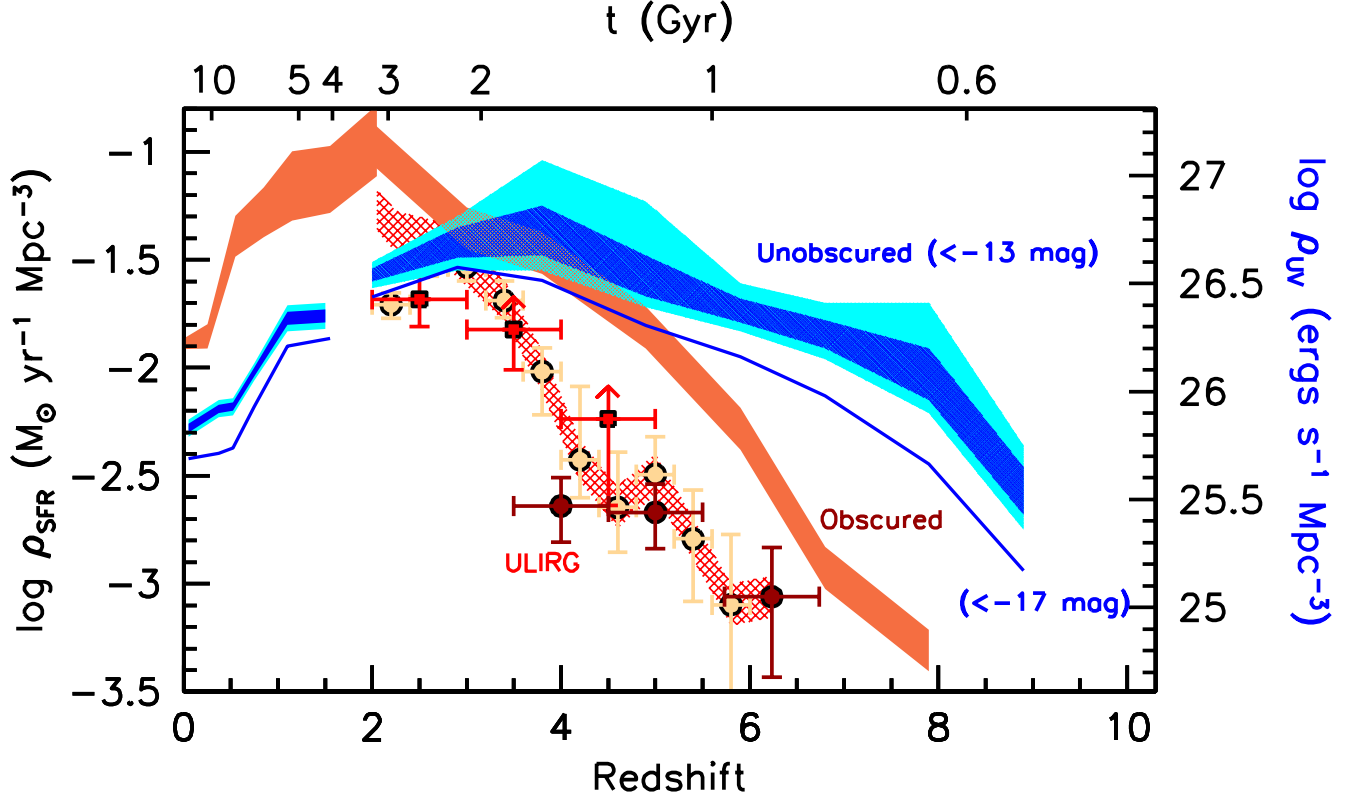 t (Gyr)
10 5 4 3 2 1 0.6
log ρSFR (M⊙ yr−1 Mpc−3)
−1
−1.5
−2
−2.5
−3
−3.5
27
26.5
26
25.5
25
log ρUV (ergs s−1 Mpc−3)
Unobscured (<−13 mag)
Obscured
ULIRG
(<−17 mag)
0 2 4 6 8 10
Redshift